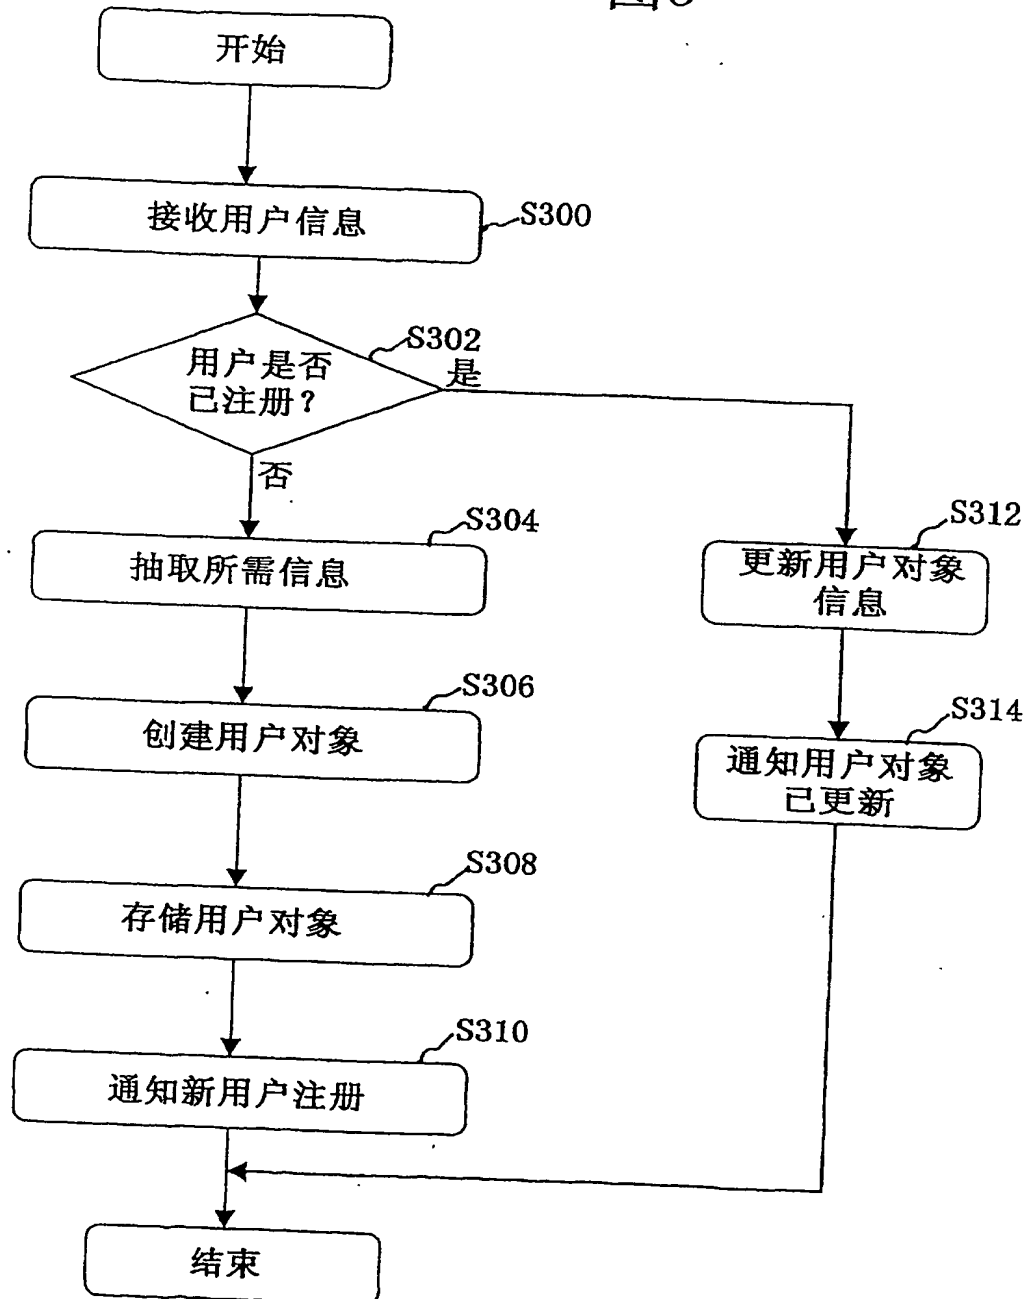 开始
接收用户信息
S300
S302
用户是否
已注册？
是
否
S304
抽取所需信息
S306
创建用户对象
S308
存储用户对象
S310
通知新用户注册
S312
更新用户对象
信息
S314
通知用户对象
已更新
结束